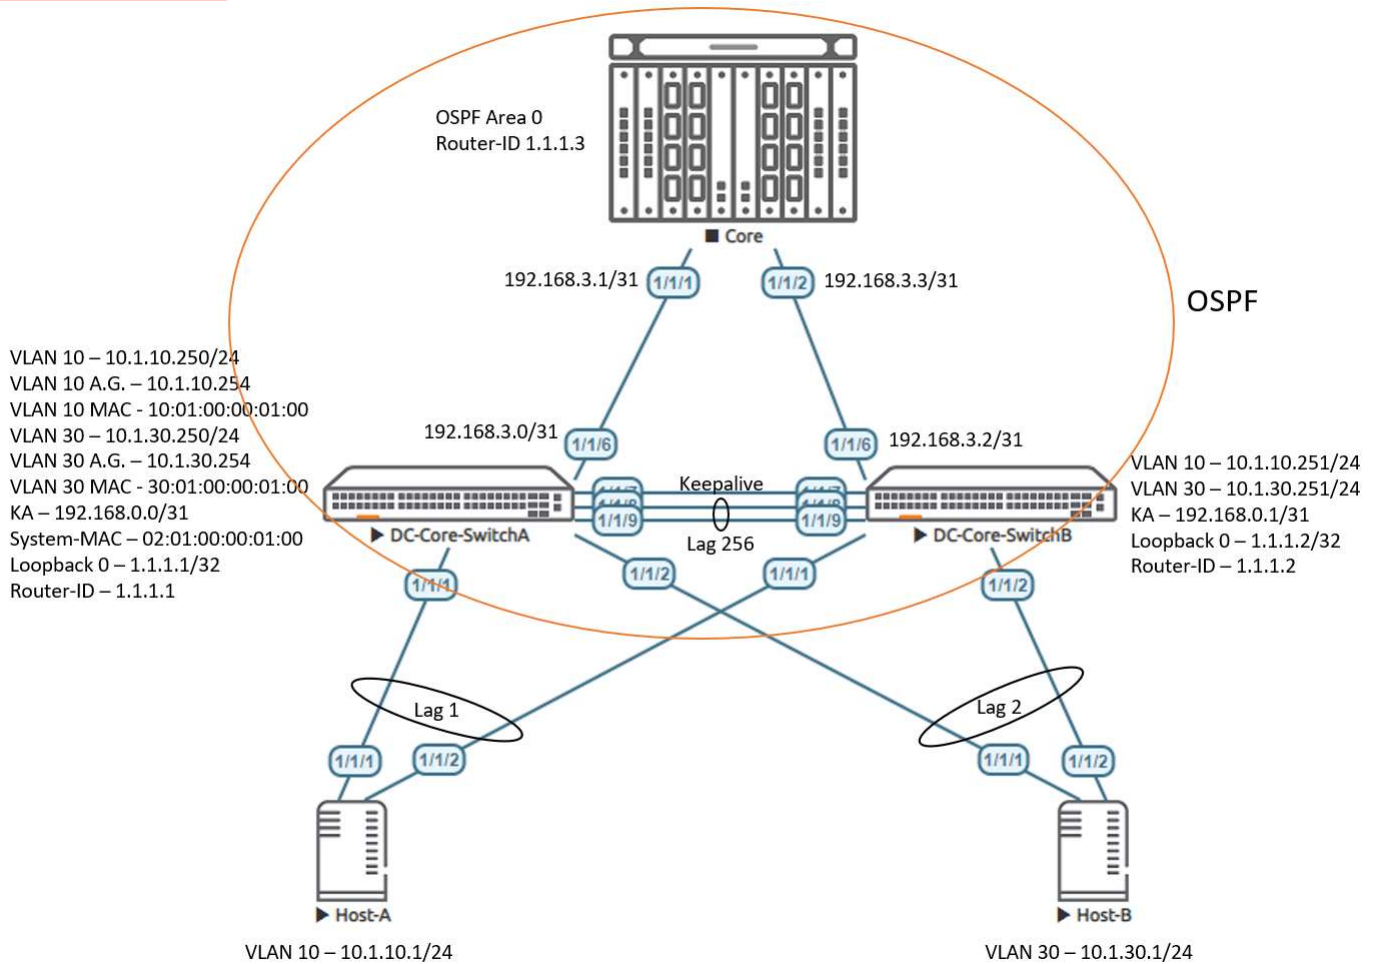 OSPF Area 0
Router-ID 1.1.1.3
■ Core
192.168.3.1/31
1/1/1
1/1/2
192.168.3.3/31
OSPF
VLAN 10 – 10.1.10.250/24
VLAN 10 A.G. – 10.1.10.254
VLAN 10 MAC - 10:01:00:00:01:00
VLAN 30 – 10.1.30.250/24
VLAN 30 A.G. – 10.1.30.254
VLAN 30 MAC - 30:01:00:00:01:00
KA – 192.168.0.0/31
System-MAC – 02:01:00:00:01:00
Loopback 0 – 1.1.1.1/32
Router-ID – 1.1.1.1
192.168.3.0/31
1/1/6
1/1/6
192.168.3.2/31
VLAN 10 – 10.1.10.251/24
VLAN 30 – 10.1.30.251/24
KA – 192.168.0.1/31
Loopback 0 – 1.1.1.2/32
Router-ID – 1.1.1.2
Keepalive
1/1/9
1/1/9
Lag 256
▶ DC-Core-SwitchA
▶ DC-Core-SwitchB
1/1/1
1/1/2
1/1/1
1/1/2
Lag 1
Lag 2
1/1/1
1/1/2
1/1/1
1/1/2
▶ Host-A
▶ Host-B
VLAN 10 – 10.1.10.1/24
VLAN 30 – 10.1.30.1/24